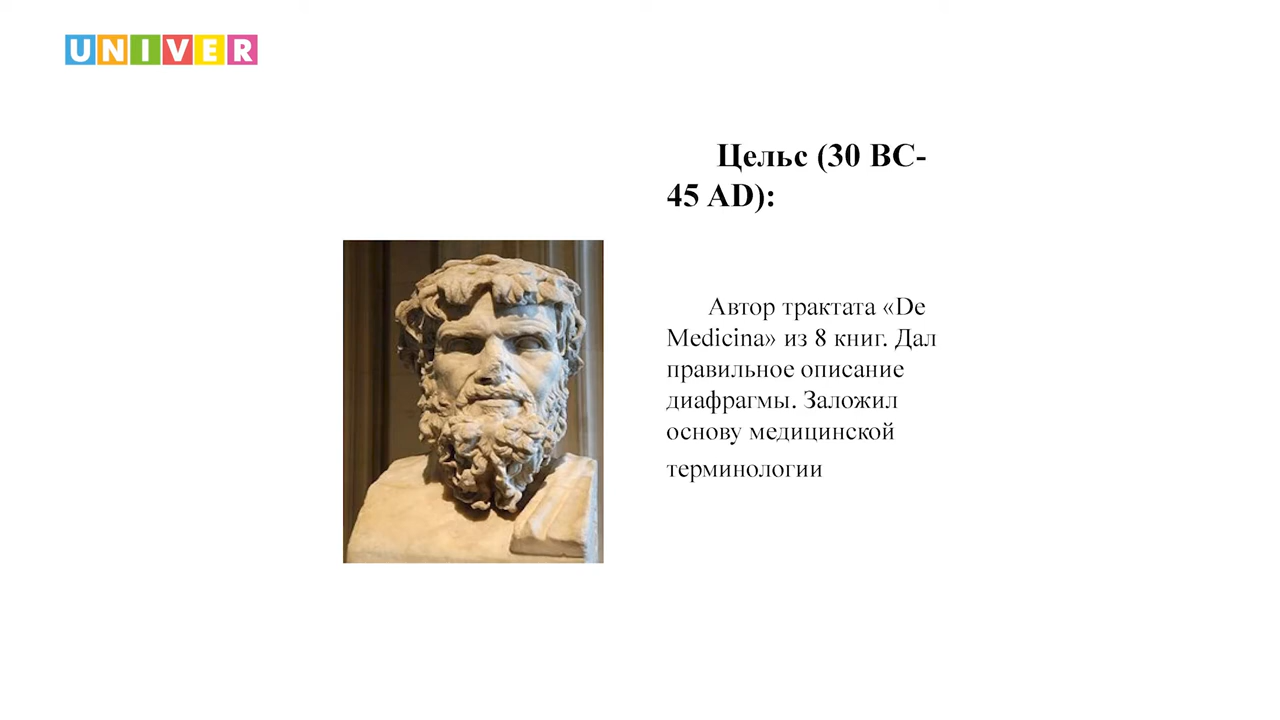 UNIVER
Цельс (30 BC-
45 AD):
Автор трактата «De
Medicina» из 8 книг. Дал
правильное описание
диафрагмы. Заложил
основу медицинской
терминологии